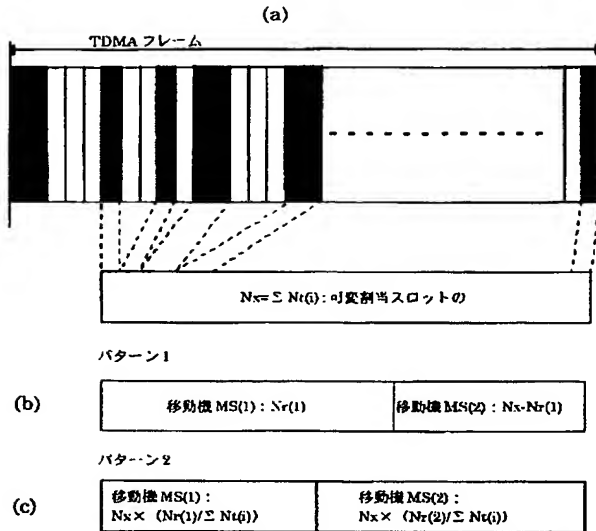 (a)
TDMA フレーム
Nx=Σ Nt(i) : 可変割当スロットの
パターン1
(b)
移動機 MS(1) : Nr(1)
移動機 MS(2) : Nx-Nr(1)
パターン2
(c)
移動機 MS(1) :
Nx× (Nr(1)/Σ Nt(i))
移動機 MS(2) :
Nx× (Nr(2)/Σ Nt(i))